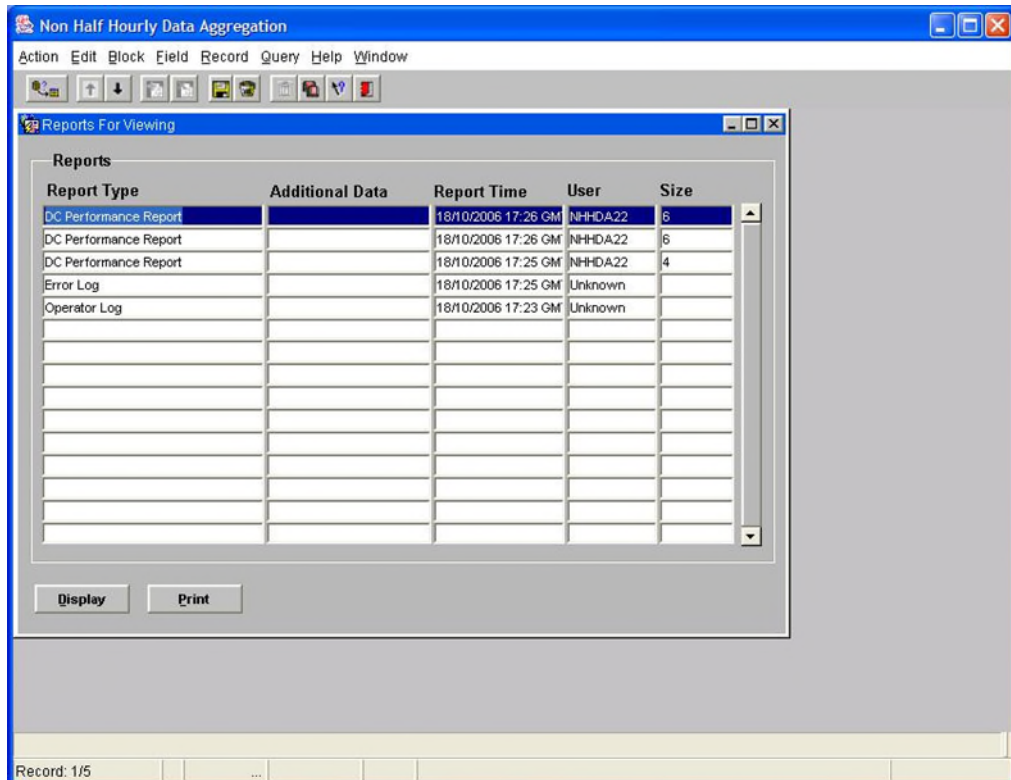 Non Half Hourly Data Aggregation
Action Edit Block Field Record Query Help Window
Reports For Viewing
Reports
Report Type Additional Data Report Time User Size
DC Performance Report 18/10/2006 17:26 GM NHHDA22 6
DC Performance Report 18/10/2006 17:26 GM NHHDA22 6
DC Performance Report 18/10/2006 17:25 GM NHHDA22 4
Error Log 18/10/2006 17:25 GM Unknown
Operator Log 18/10/2006 17:23 GM Unknown
Display Print
Record: 1/5 ...